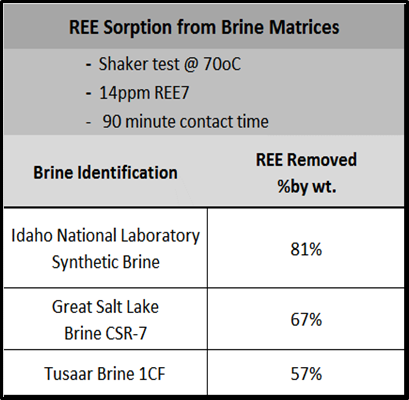 REE Sorption from Brine Matrices
- Shaker test @ 70oC
- 14ppm REE7
- 90 minute contact time
Brine Identification
REE Removed
%by wt.
Idaho National Laboratory
Synthetic Brine
81%
Great Salt Lake
Brine CSR-7
67%
Tusaar Brine 1CF
57%